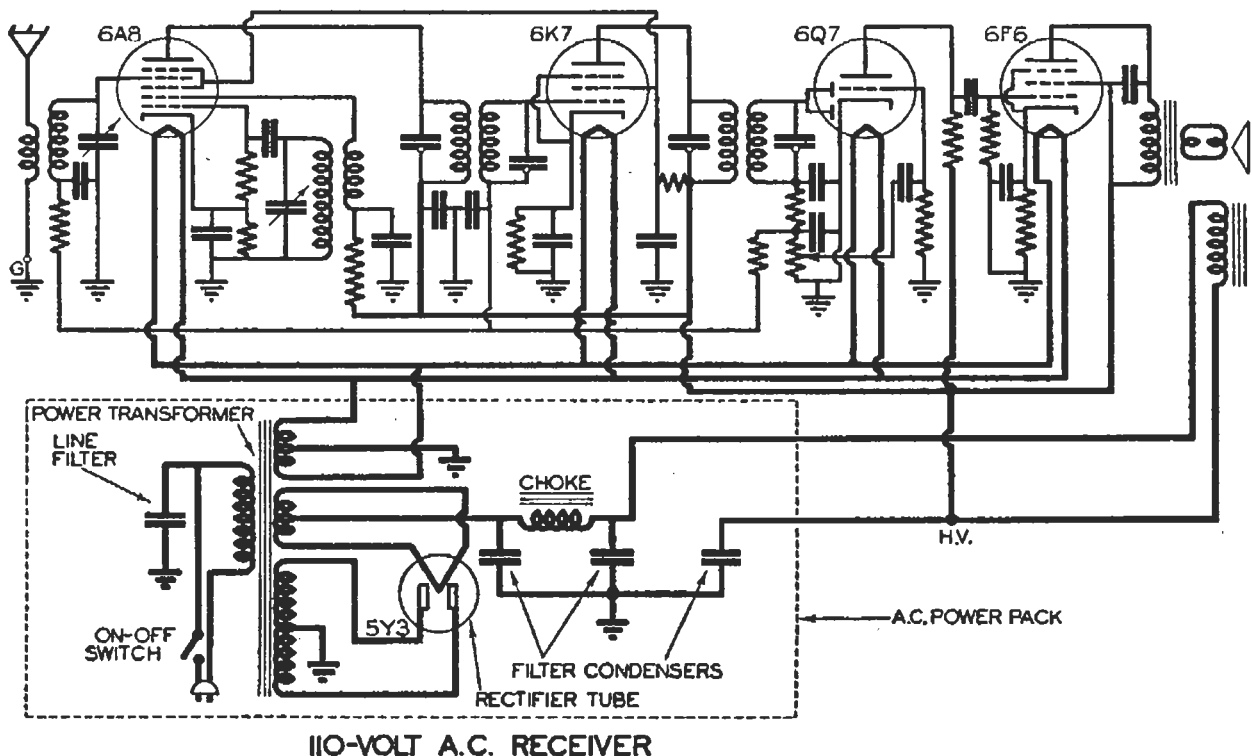 6A8
6K7
6Q7
6F6
G
POWER TRANSFORMER
LINE
FILTER
CHOKE
H.V.
ON-OFF
SWITCH
5Y3
FILTER CONDENSERS
RECTIFIER TUBE
A.C. POWER PACK
110-VOLT A.C. RECEIVER